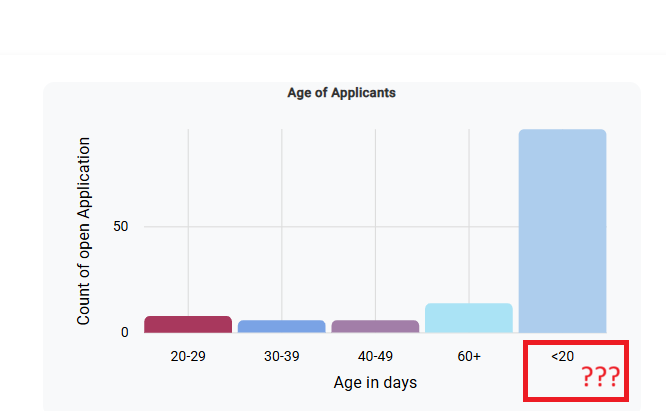 Age of Applicants
Count of open Application
50
0
20-29 30-39 40-49 60+ <20
???
Age in days